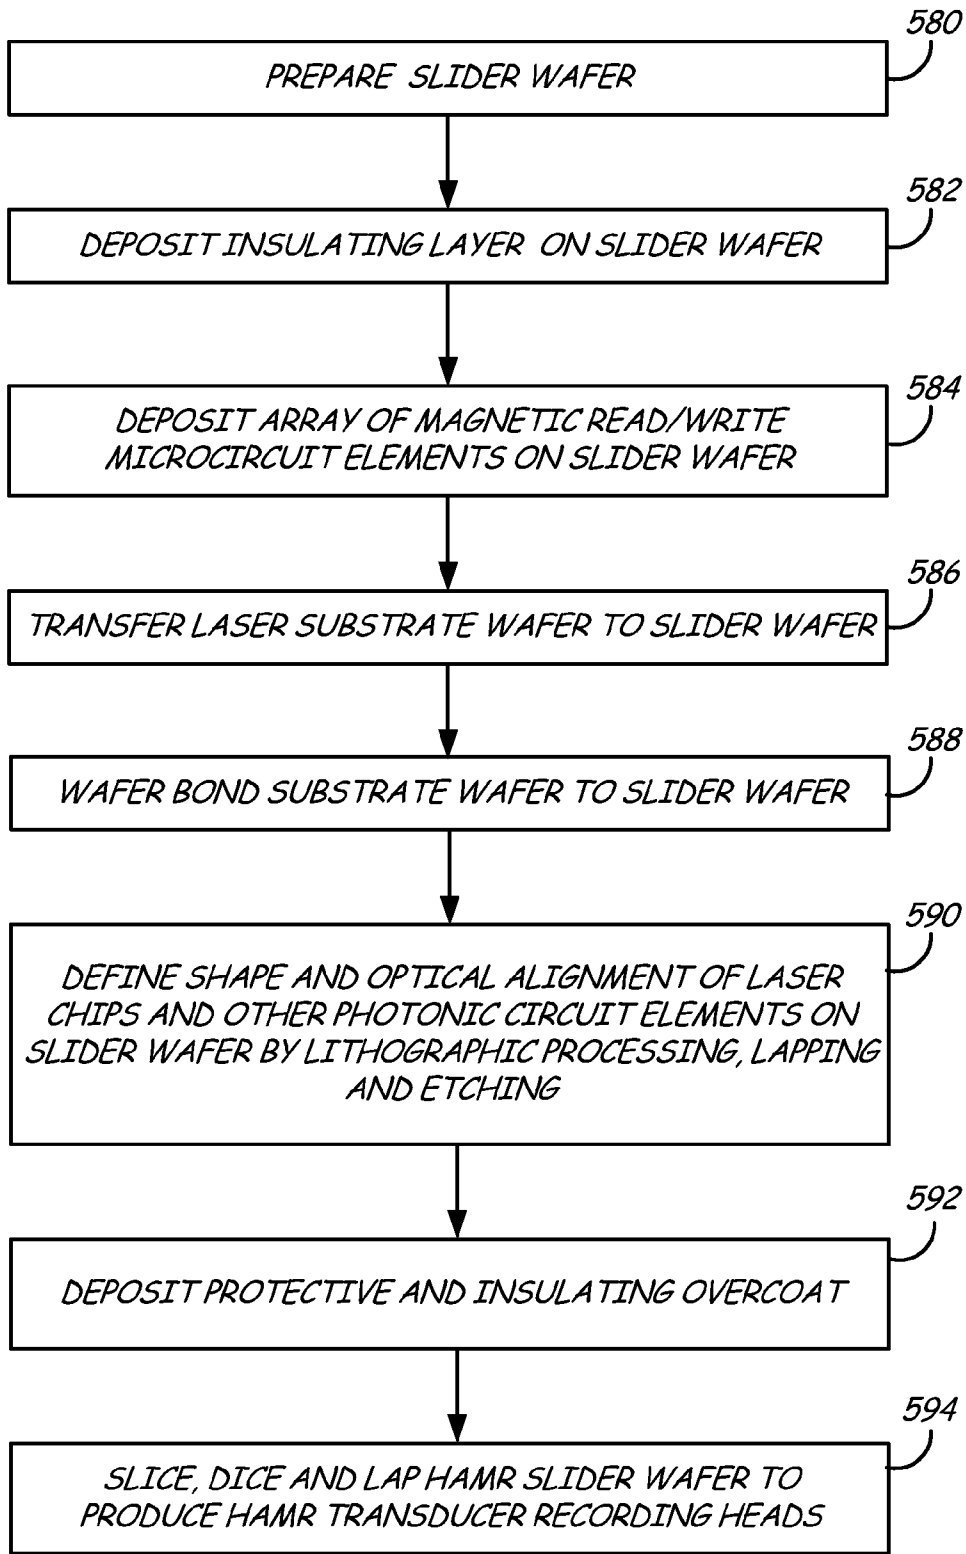 580
PREPARE SLIDER WAFER
582
DEPOSIT INSULATING LAYER ON SLIDER WAFER
584
DEPOSIT ARRAY OF MAGNETIC READ/WRITE
MICROCIRCUIT ELEMENTS ON SLIDER WAFER
586
TRANSFER LASER SUBSTRATE WAFER TO SLIDER WAFER
588
WAFER BOND SUBSTRATE WAFER TO SLIDER WAFER
590
DEFINE SHAPE AND OPTICAL ALIGNMENT OF LASER
CHIPS AND OTHER PHOTONIC CIRCUIT ELEMENTS ON
SLIDER WAFER BY LITHOGRAPHIC PROCESSING, LAPPING
AND ETCHING
592
DEPOSIT PROTECTIVE AND INSULATING OVERCOAT
594
SLICE, DICE AND LAP HAMR SLIDER WAFER TO
PRODUCE HAMR TRANSDUCER RECORDING HEADS